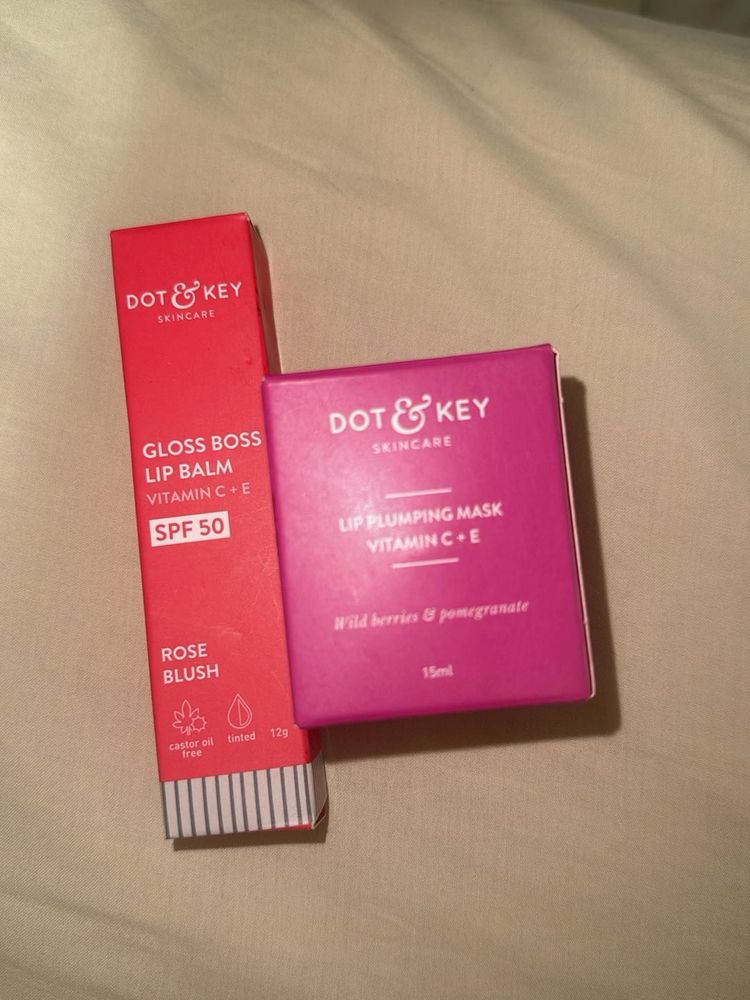 DOT & KEY
SKINCARE
GLOSS BOSS
LIP BALM
VITAMIN C + E
SPF 50
ROSE
BLUSH
castor oil
free
tinted
12g
DOT & KEY
SKINCARE
LIP PLUMPING MASK
VITAMIN C + E
Wild berries & pomegranate
15ml